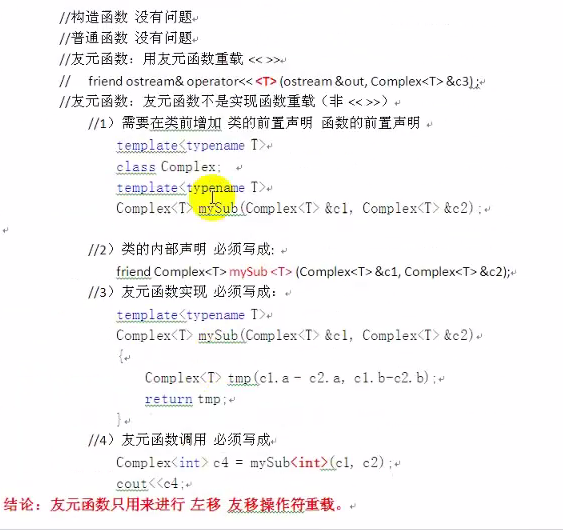 //构造函数 没有问题
//普通函数 没有问题
//友元函数：用友元函数重载 << >>
// friend ostream& operator<< <T> (ostream &out, Complex<T> &c3) ;
//友元函数：友元函数不是实现函数重载（非 << >>）
//1）需要在类前增加 类的前置声明 函数的前置声明
template<typename T>
class Complex;
template<typename T>
Complex<T> mySub(Complex<T> &c1, Complex<T> &c2);
//2）类的内部声明 必须写成:
friend Complex<T> mySub <T> (Complex<T> &c1, Complex<T> &c2);
//3）友元函数实现 必须写成：
template<typename T>
Complex<T> mySub(Complex<T> &c1, Complex<T> &c2)
{
Complex<T> tmp(c1.a - c2.a, c1.b-c2.b);
return tmp;
}
//4）友元函数调用 必须写成
Complex<int> c4 = mySub<int>(c1, c2);
cout<<c4;
结论：友元函数只用来进行 左移 友移操作符重载。